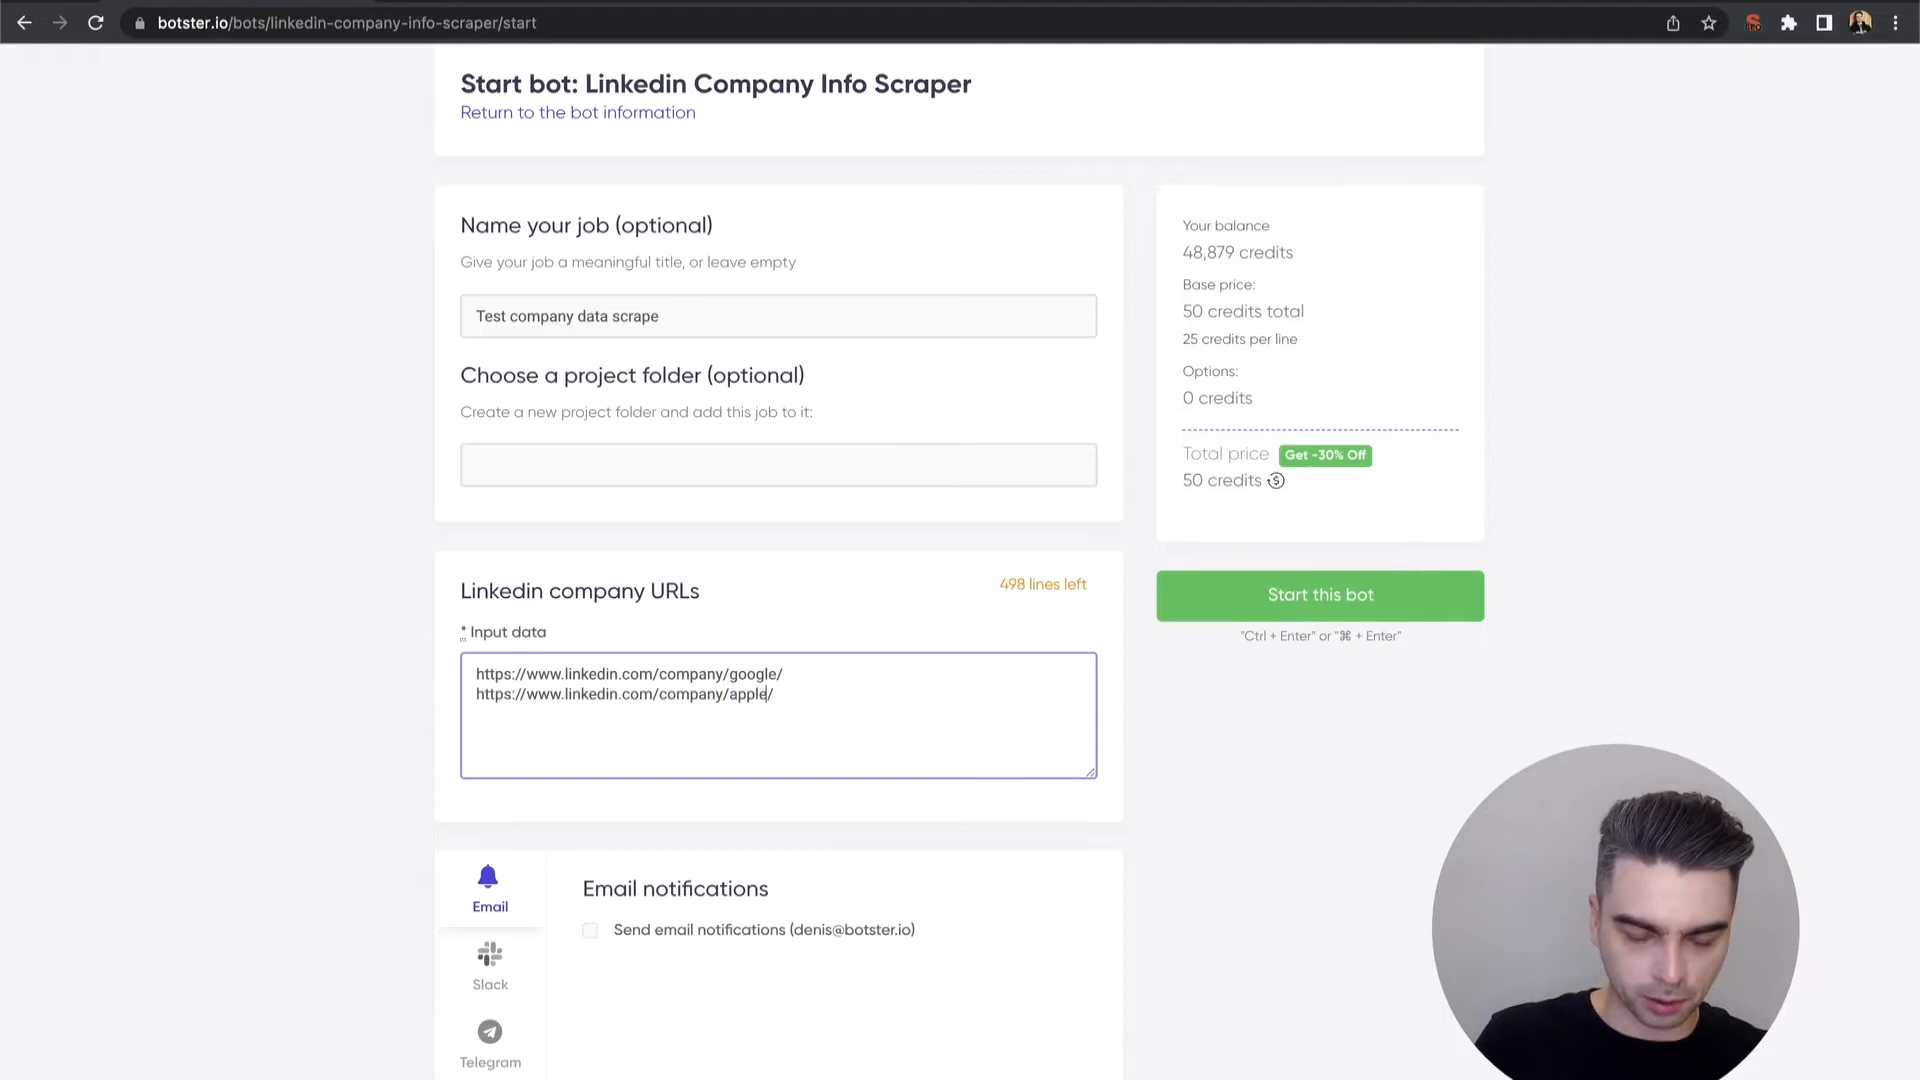 botster.io/bots/linkedin-company-info-scraper/start
SEO
Start bot: Linkedin Company Info Scraper
Return to the bot information
Name your job (optional)
Give your job a meaningful title, or leave empty
Test company data scrape
Choose a project folder (optional)
Create a new project folder and add this job to it:
Your balance
48,879 credits
Base price:
50 credits total
25 credits per line
Options:
0 credits
Total price Get -30% Off
50 credits
Linkedin company URLs
498 lines left
* Input data
https://www.linkedin.com/company/google/
https://www.linkedin.com/company/apple/
Start this bot
"Ctrl + Enter" or "⌘ + Enter"
Email
Slack
Telegram
Email notifications
Send email notifications (denis@botster.io)